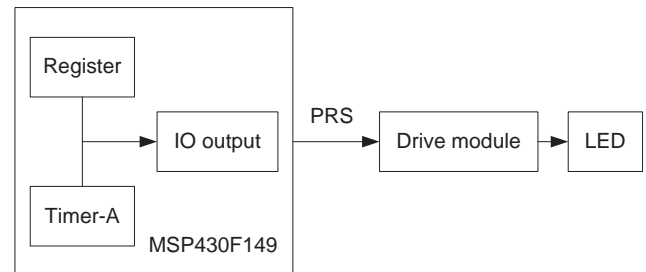 Register
IO output
Timer-A
MSP430F149
PRS
Drive module
LED